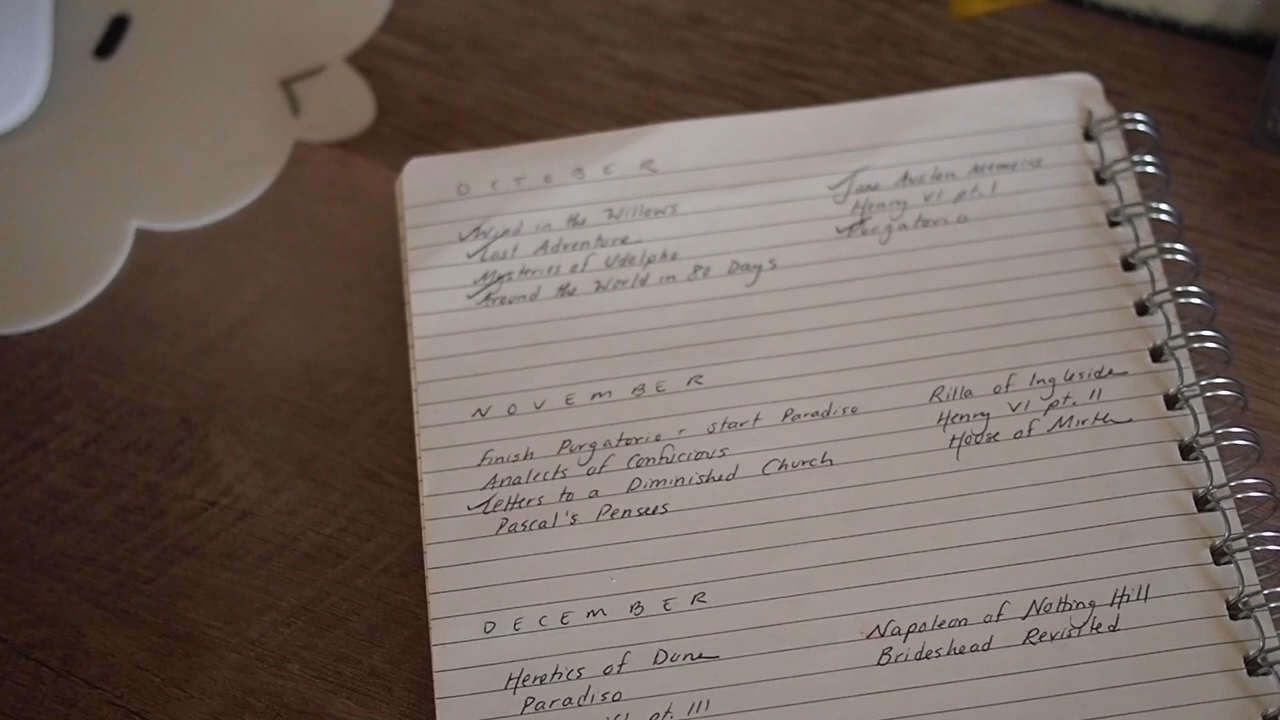 OCTOBER
✓Wind in the Willows
✓Last Adventure
Mysteries of Udolpho
✓Around the World in 80 Days
✓Jane Austen Memoirs
Henry VI pt. I
✓Purgatorio
NOVEMBER
finish Purgatorio + start Paradiso
Analects of Confucious
✓Letters to a Diminished Church
Pascal's Pensees
Rilla of Ingleside
Henry VI pt. II
House of Mirth
DECEMBER
Heretics of Dune
Paradiso
VI pt. III
Napoleon of Notting Hill
Brideshead Revisited